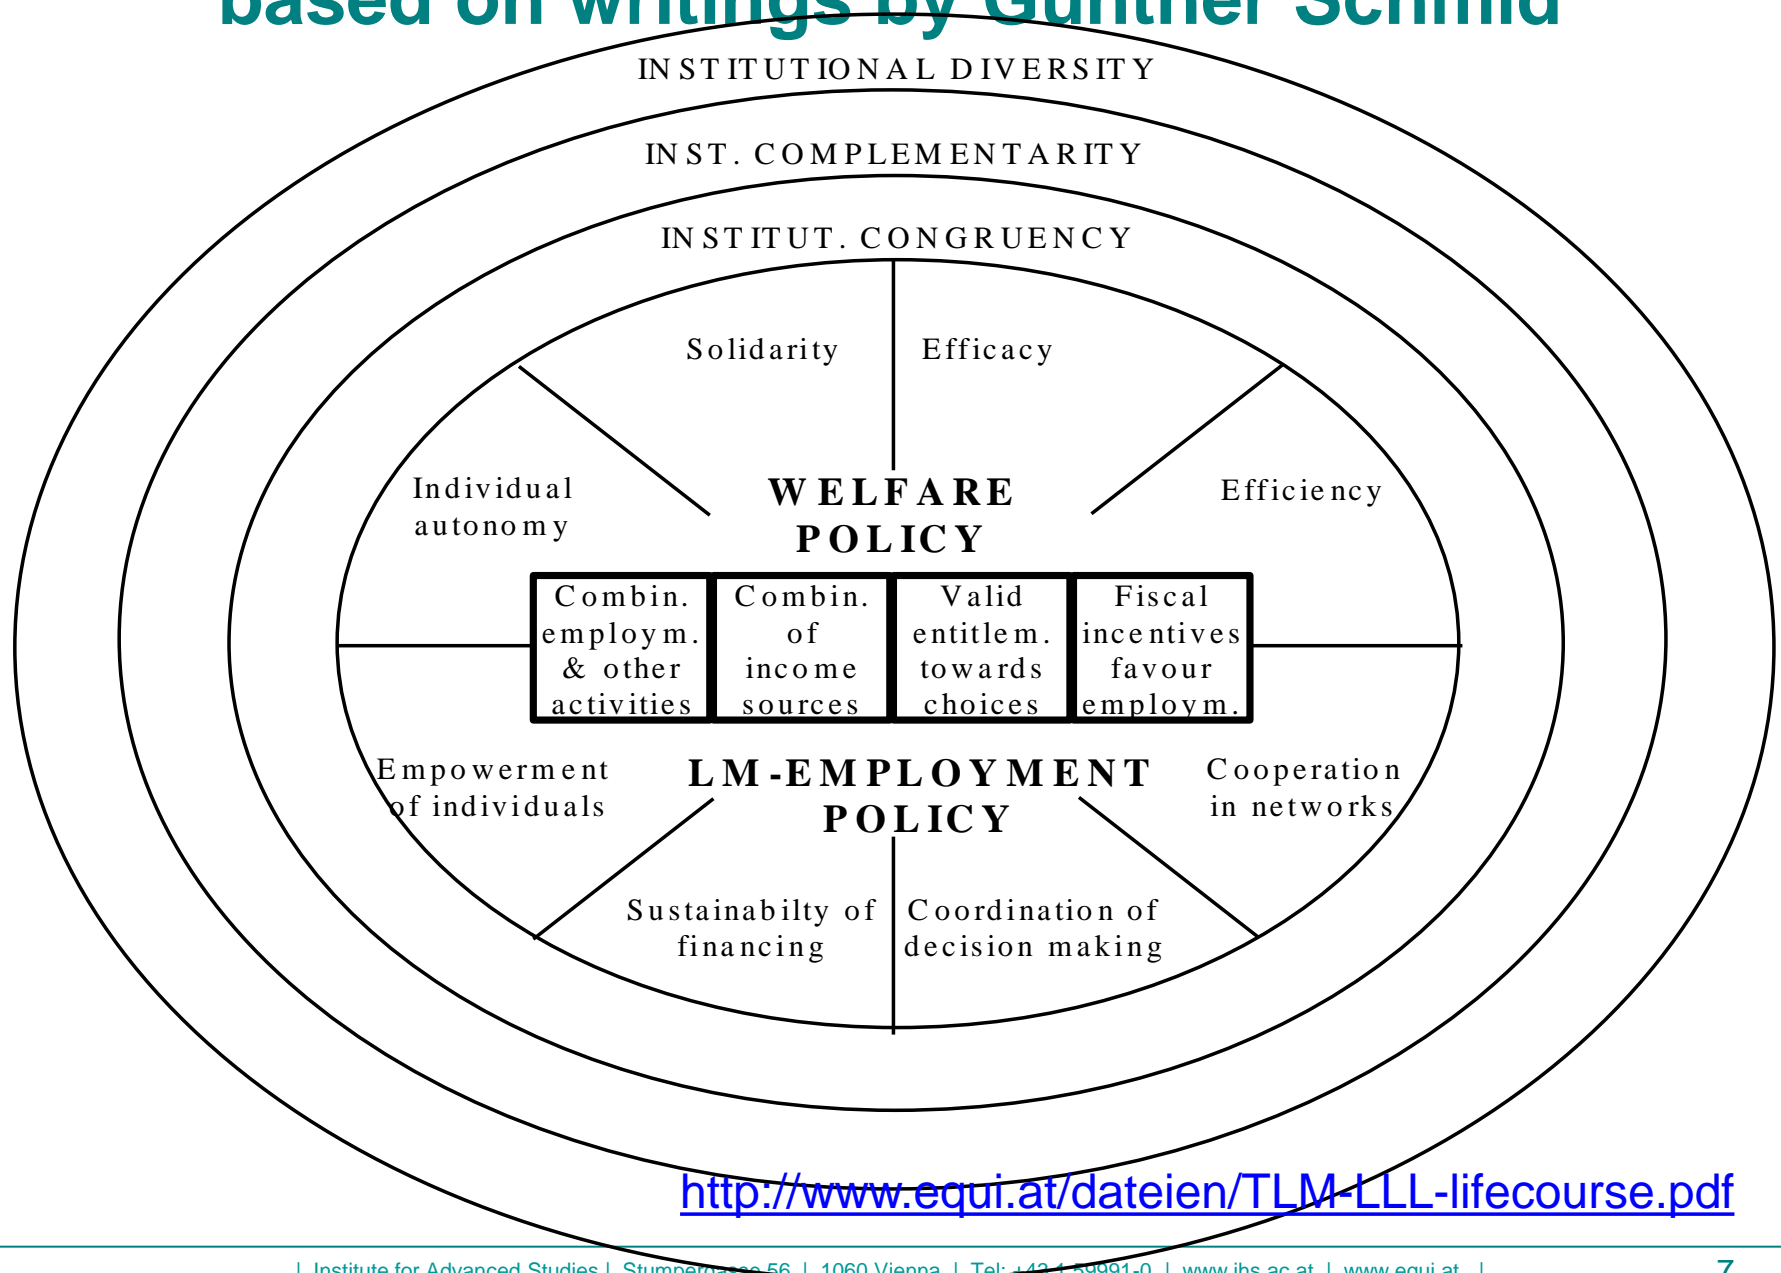 based on writings by Günther Schmid
INSTITUTIONAL DIVERSITY
INST. COMPLEMENTARITY
INSTITUT. CONGRUENCY
Solidarity
Efficacy
Individual
autonomy
WELFARE
POLICY
Efficiency
Combin.
employm.
& other
activities
Combin.
of
income
sources
Valid
entitlem.
towards
choices
Fiscal
incentives
favour
employm.
Empowerment
of individuals
LM-EMPLOYMENT
POLICY
Cooperation
in networks
Sustainabilty of
financing
Coordination of
decision making
http://www.equi.at/dateien/TLM-LLL-lifecourse.pdf
| Institute for Advanced Studies | Stumpergasse 56 | 1060 Vienna | Tel: +43 1 59991-0 | www.ihs.ac.at | www.equi.at |
7